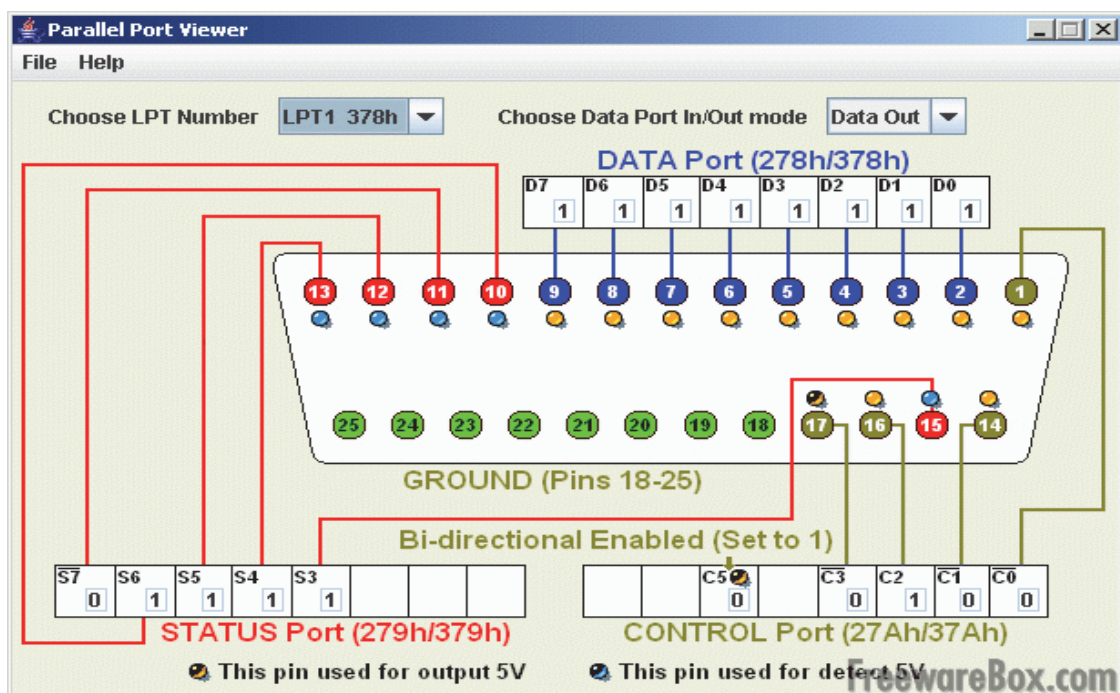 Parallel Port Viewer
File Help
Choose LPT Number LPT1 378h Choose Data Port In/Out mode Data Out
DATA Port (278h/378h)
D7 D6 D5 D4 D3 D2 D1 D0
1 1 1 1 1 1 1 1
13 12 11 10 9 8 7 6 5 4 3 2 1
25 24 23 22 21 20 19 18 17 16 15 14
GROUND (Pins 18-25)
Bi-directional Enabled (Set to 1)
S7 S6 S5 S4 S3 C5 C3 C2 C1 C0
0 1 1 1 1 0 0 1 0 0
STATUS Port (279h/379h) CONTROL Port (27Ah/37Ah)
This pin used for output 5V This pin used for detect 5V
FreewareBox.com